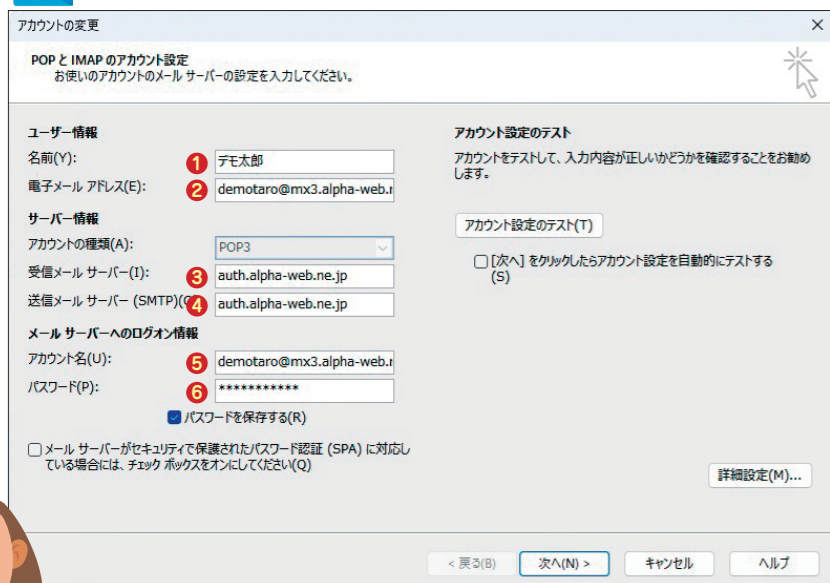 アカウントの変更
POP と IMAP のアカウント設定
お使いのアカウントのメール サーバーの設定を入力してください。
ユーザー情報
名前(Y):
1
デモ太郎
電子メール アドレス(E):
2
demotaro@mx3.alpha-web.
サーバー情報
アカウントの種類(A):
POP3
受信メール サーバー(I):
3
auth.alpha-web.ne.jp
送信メール サーバー (SMTP)
4
auth.alpha-web.ne.jp
メール サーバーへのログオン情報
アカウント名(U):
5
demotaro@mx3.alpha-web.
パスワード(P):
6
***********
パスワードを保存する(R)
メール サーバーがセキュリティで保護されたパスワード認証 (SPA) に対応し
ている場合には、チェック ボックスをオンにしてください(Q)
アカウント設定のテスト
アカウントをテストして、入力内容が正しいかどうかを確認することをお勧め
します。
アカウント設定のテスト(T)
[次へ] をクリックしたらアカウント設定を自動的にテストする
(S)
詳細設定(M)...
< 戻る(B)
次へ(N) >
キャンセル
ヘルプ